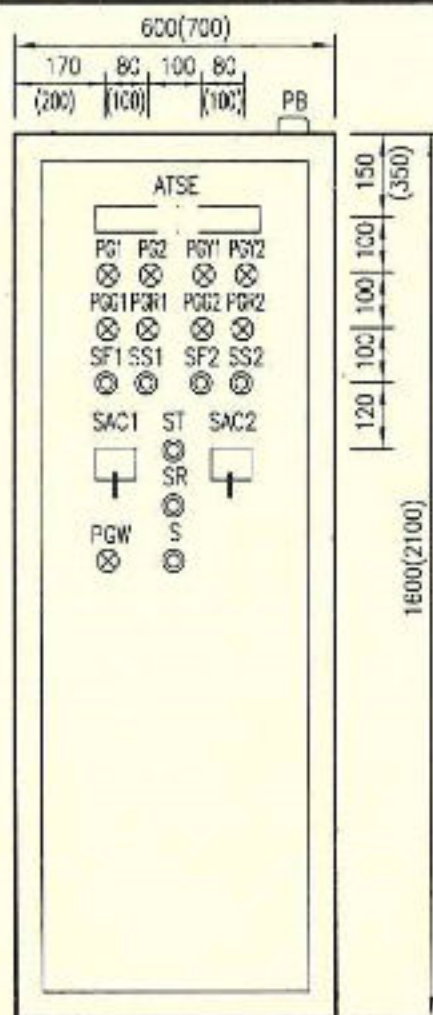 600(700)
170 80 100 80
(200) (100) (100) PB
ATSE
PG1 PG2 PGY1 PGY2
PGG1 PGR1 PGG2 PGR2
SF1 SS1 SF2 SS2
SAC1 ST SAC2
SR
PGW S
150
(350)
100
100
100
120
1600(2100)